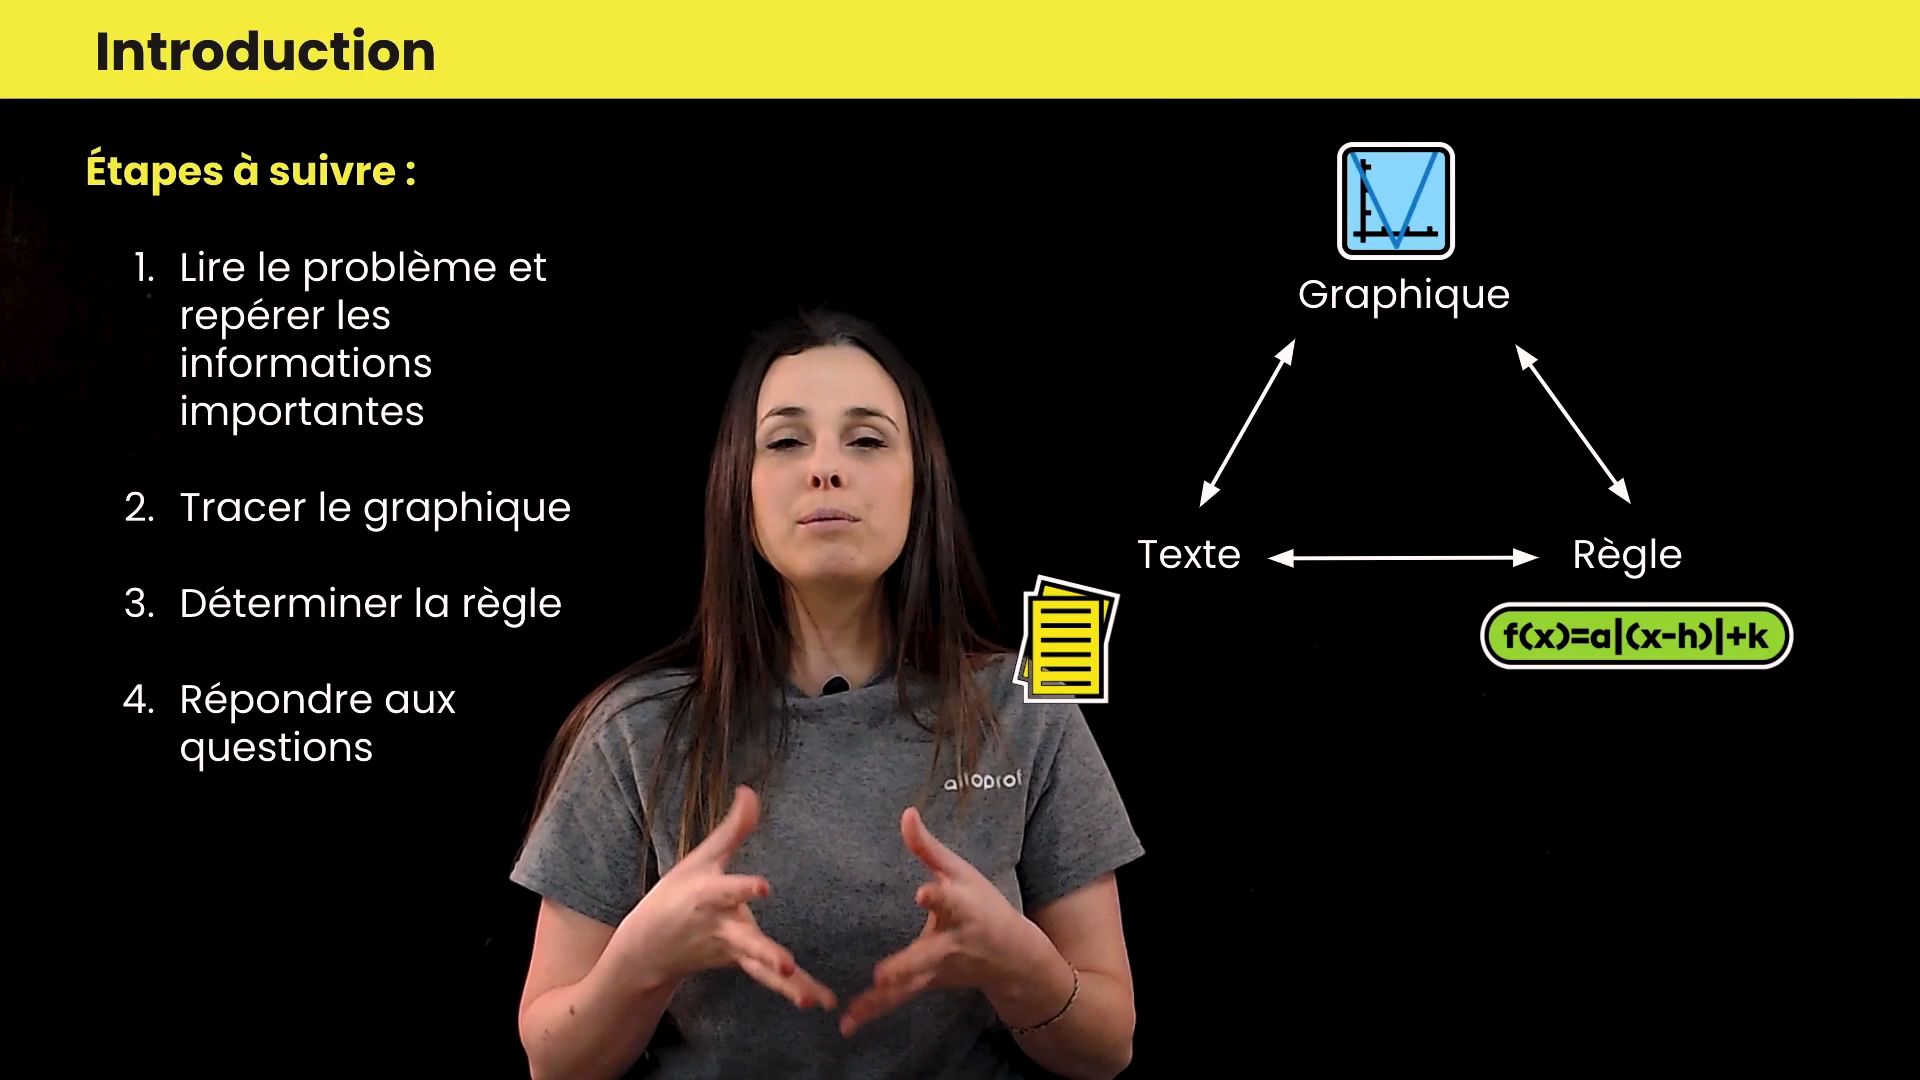 Introduction
Étapes à suivre :
1. Lire le problème et
repérer les
informations
importantes
2. Tracer le graphique
3. Déterminer la règle
4. Répondre aux
questions
Graphique
Texte
Règle
f(x)=a|(x-h)|+k
alloprof